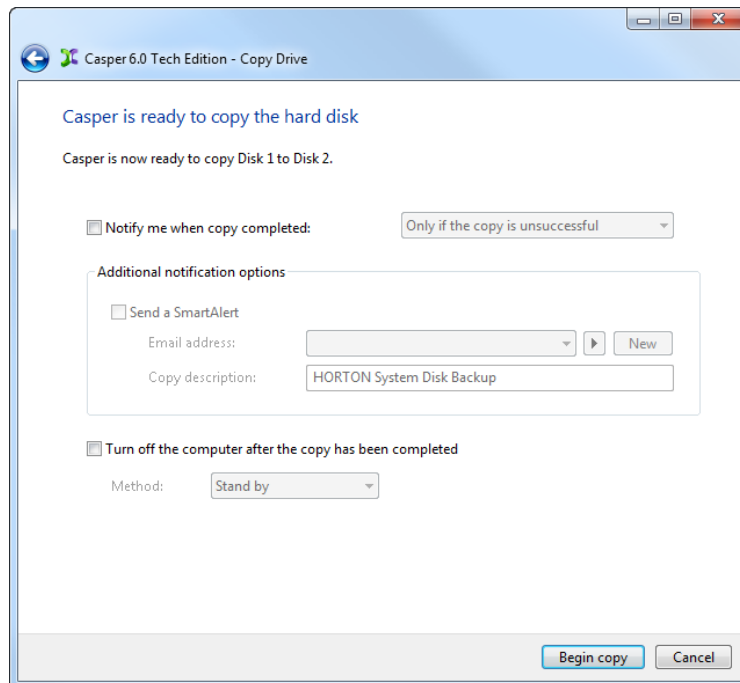 Casper 6.0 Tech Edition - Copy Drive
Casper is ready to copy the hard disk
Casper is now ready to copy Disk 1 to Disk 2.
Notify me when copy completed: Only if the copy is unsuccessful
Additional notification options
Send a SmartAlert
Email address: New
Copy description: HORTON System Disk Backup
Turn off the computer after the copy has been completed
Method: Stand by
Begin copy Cancel